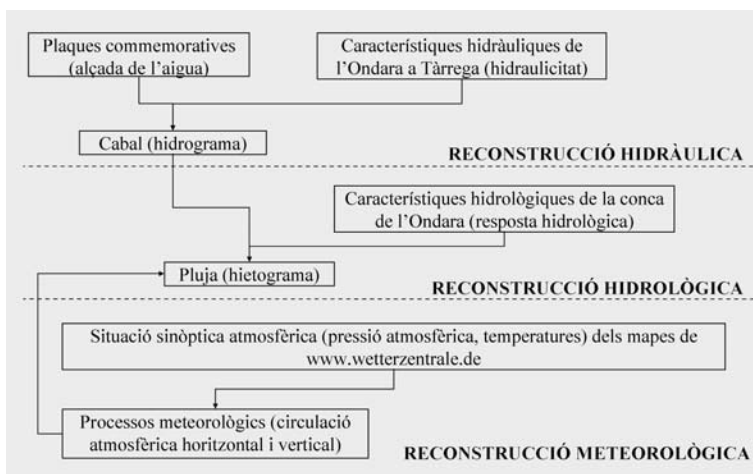 Plaques commemoratives
(alçada de l’aigua)
Característiques hidràuliques de
l’Ondara a Tàrrega (hidraulicitat)
Cabal (hidrograma)
RECONSTRUCCIÓ HIDRÀULICA
Característiques hidrològiques de la conca
de l’Ondara (resposta hidrològica)
Pluja (hietograma)
RECONSTRUCCIÓ HIDROLÒGICA
Situació sinòptica atmosfèrica (pressió atmosfèrica, temperatures) dels mapes de
www.wetterzentrale.de
Processos meteorològics (circulació
atmosfèrica horitzontal i vertical)
RECONSTRUCCIÓ METEOROLÒGICA